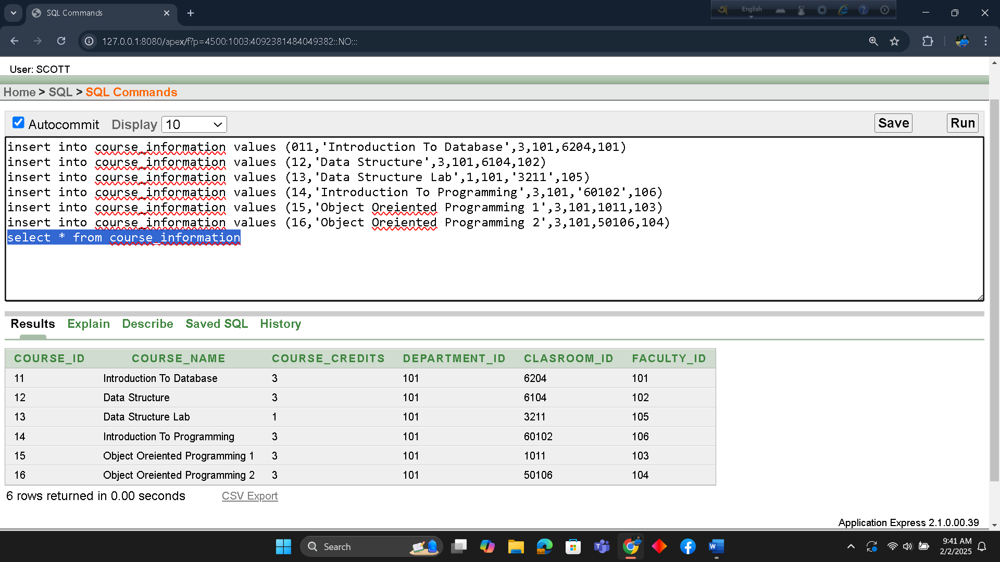 SQL Commands
English
127.0.0.1:8080/apex/f?p=4500:1003:4092381484049382::NO:::
User: SCOTT
Home > SQL > SQL Commands
Autocommit Display 10 Save Run
insert into course_information values (011,'Introduction To Database',3,101,6204,101)
insert into course_information values (12,'Data Structure',3,101,6104,102)
insert into course_information values (13,'Data Structure Lab',1,101,'3211',105)
insert into course_information values (14,'Introduction To Programming',3,101,'60102',106)
insert into course_information values (15,'Object Oreiented Programming 1',3,101,1011,103)
insert into course_information values (16,'Object Oreiented Programming 2',3,101,50106,104)
select * from course_information
Results Explain Describe Saved SQL History
COURSE_ID COURSE_NAME COURSE_CREDITS DEPARTMENT_ID CLASROOM_ID FACULTY_ID
11 Introduction To Database 3 101 6204 101
12 Data Structure 3 101 6104 102
13 Data Structure Lab 1 101 3211 105
14 Introduction To Programming 3 101 60102 106
15 Object Oreiented Programming 1 3 101 1011 103
16 Object Oreiented Programming 2 3 101 50106 104
6 rows returned in 0.00 seconds CSV Export
Application Express 2.1.0.00.39
Search
9:41 AM
2/2/2025